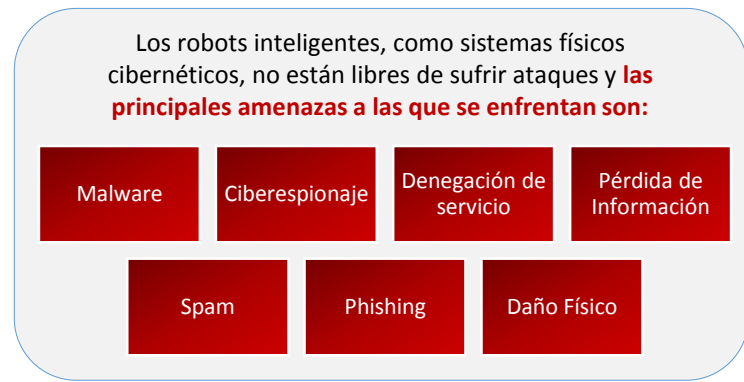 Los robots inteligentes, como sistemas físicos
cibernéticos, no están libres de sufrir ataques y las
principales amenazas a las que se enfrentan son:
Malware
Ciberespionaje
Denegación de
servicio
Pérdida de
Información
Spam
Phishing
Daño Físico